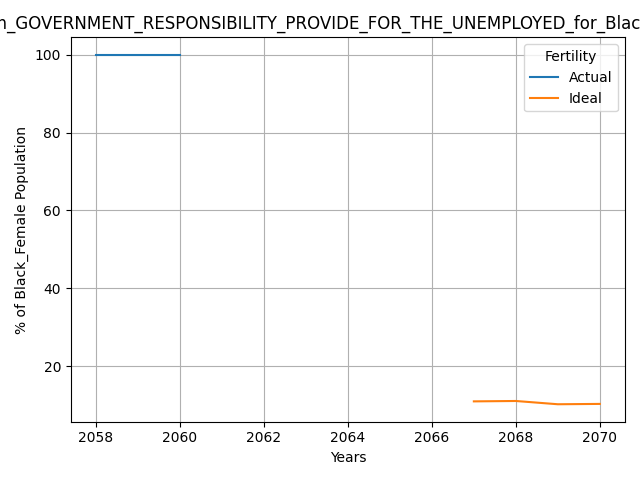 n_GOVERNMENT_RESPONSIBILITY_PROVIDE_FOR_THE_UNEMPLOYED_for_Blac
Fertility
Actual
Ideal
100
80
60
40
20
% of Black_Female Population
2058 2060 2062 2064 2066 2068 2070
Years